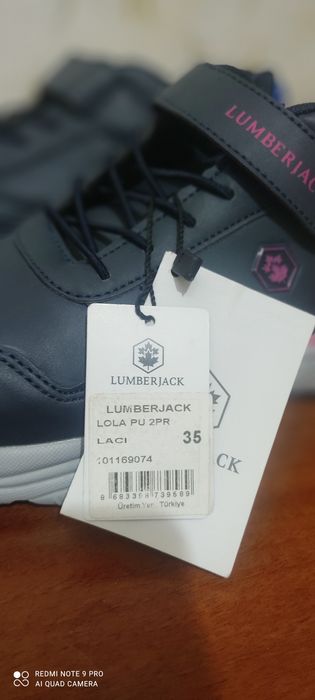 LUMBERJACK
LUMBERJACK
LUMBERJACK
LOLA PU 2PR
LACI 35
101169074
Üretim Yeri: Türkiye
JACK
REDMI NOTE 9 PRO
AI QUAD CAMERA